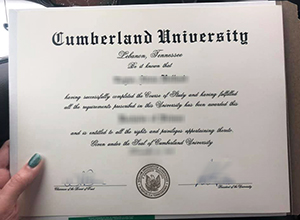 Cumberland University
Lebanon, Tennessee
Be it known that
having successfully completed the Course of Study and having fulfilled
all the requirements prescribed in this University has been awarded this
and is entitled to all the rights and privileges appertaining thereto.
Given under the Seal of Cumberland University